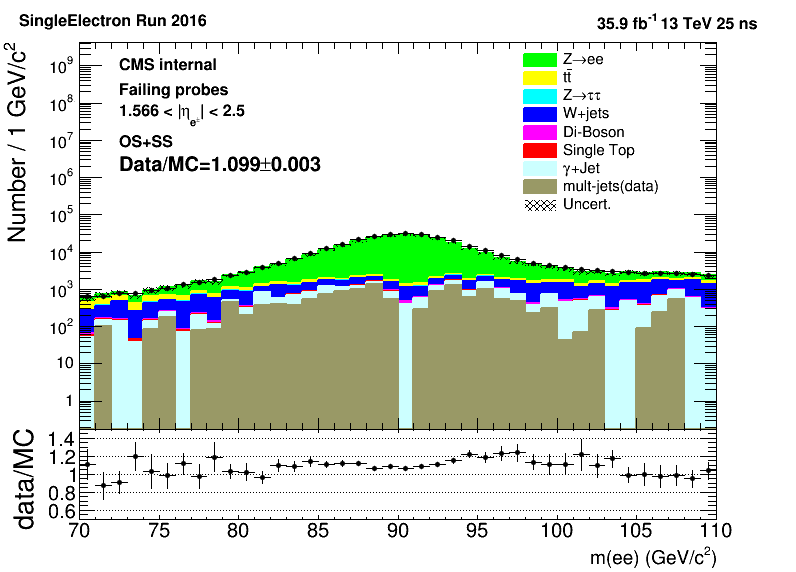 SingleElectron Run 2016
35.9 fb⁻¹ 13 TeV 25 ns
Number / 1 GeV/c²
CMS internal
Failing probes
1.566 < |η_e±| < 2.5
OS+SS
Data/MC=1.099±0.003
Z→ee
tt̄
Z→ττ
W+jets
Di-Boson
Single Top
γ+Jet
mult-jets(data)
Uncert.
10⁹
10⁸
10⁷
10⁶
10⁵
10⁴
10³
10²
10
1
data/MC
1.4
1.2
1
0.8
0.6
70 75 80 85 90 95 100 105 110
m(ee) (GeV/c²)